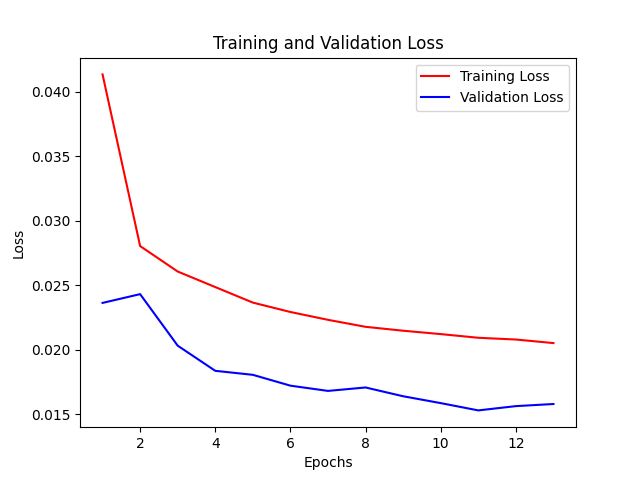 Training and Validation Loss
Training Loss
Validation Loss
0.040
0.035
0.030
0.025
0.020
0.015
Loss
2 4 6 8 10 12
Epochs